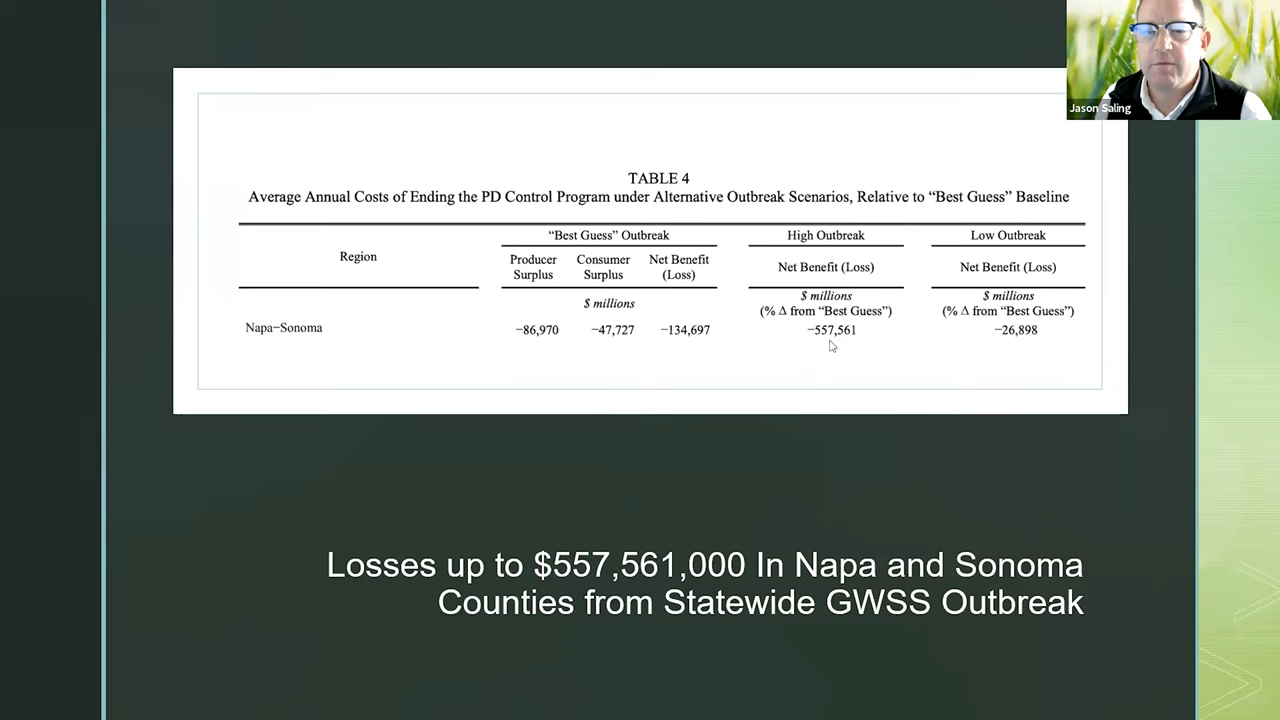 Jason Saling
TABLE 4
Average Annual Costs of Ending the PD Control Program under Alternative Outbreak Scenarios, Relative to “Best Guess” Baseline
Region
“Best Guess” Outbreak
High Outbreak
Low Outbreak
Producer Surplus
Consumer Surplus
Net Benefit (Loss)
Net Benefit (Loss)
Net Benefit (Loss)
$ millions
$ millions
(% Δ from “Best Guess”)
$ millions
(% Δ from “Best Guess”)
Napa−Sonoma −86,970 −47,727 −134,697 −557,561 −26,898
Losses up to $557,561,000 In Napa and Sonoma
Counties from Statewide GWSS Outbreak